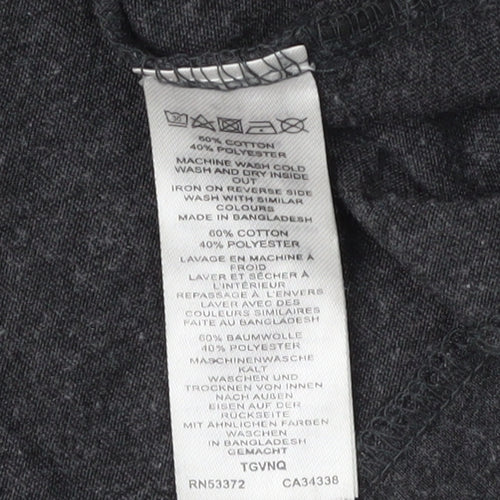 60% COTTON
40% POLYESTER
MACHINE WASH COLD
WASH AND DRY INSIDE
OUT
IRON ON REVERSE SIDE
WASH WITH SIMILAR
COLOURS
MADE IN BANGLADESH
60% COTTON
40% POLYESTER
LAVAGE EN MACHINE À
FROID
LAVER ET SÉCHER À
L'INTÉRIEUR
REPASSAGE À L'ENVERS
LAVER AVEC DES
COULEURS SIMILAIRES
FAITE AU BANGLADESH
60% BAUMWOLLE
40% POLYESTER
MASCHINENWÄSCHE
KALT
WASCHEN UND
TROCKNEN VON INNEN
NACH AUßEN
EISEN AUF DER
RÜCKSEITE
MIT ÄHNLICHEN FARBEN
WASCHEN
IN BANGLADESH
GEMACHT
TGVNQ
RN53372 CA34338